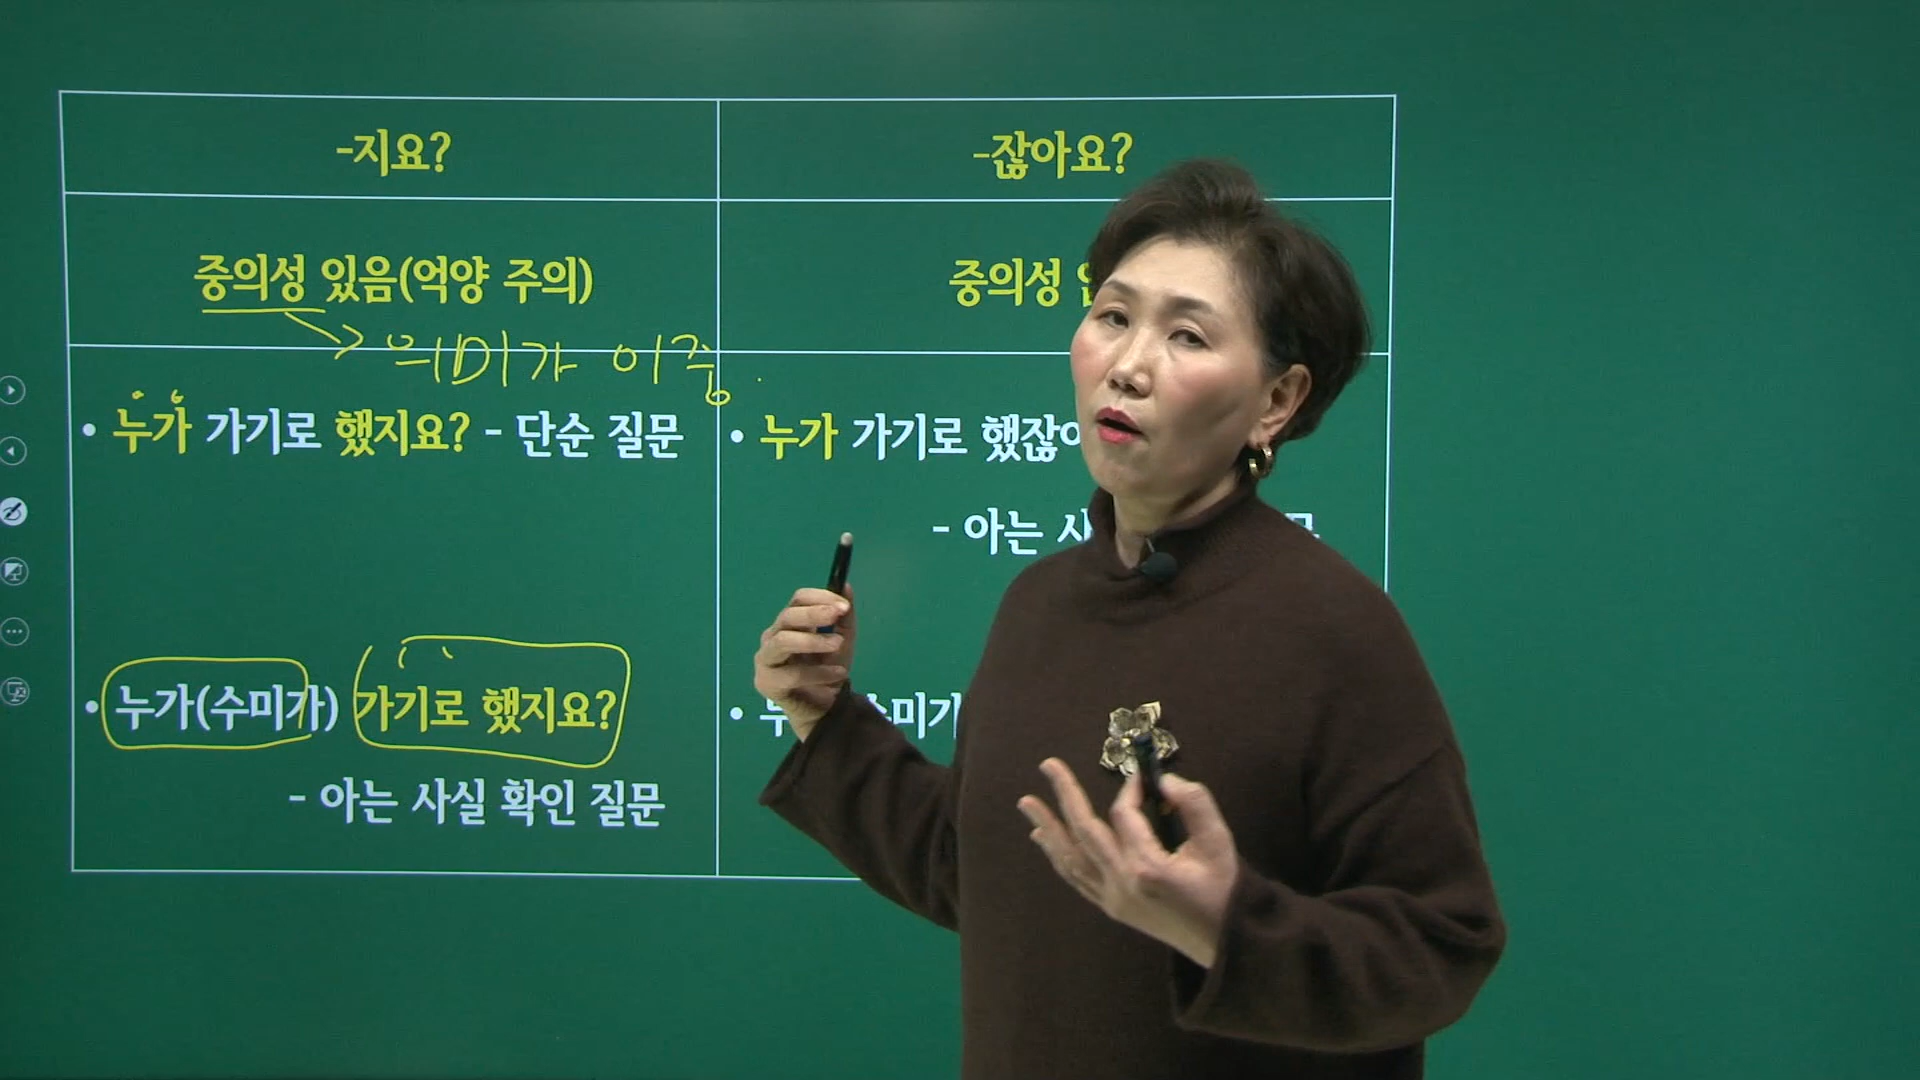 -지요?
-잖아요?
중의성 있음(억양 주의)
중의성
의미가 이중.
• 누가 가기로 했지요? - 단순 질문
• 누가 가기로 했잖아
- 아는
• 누가(수미가) 가기로 했지요?
- 아는 사실 확인 질문